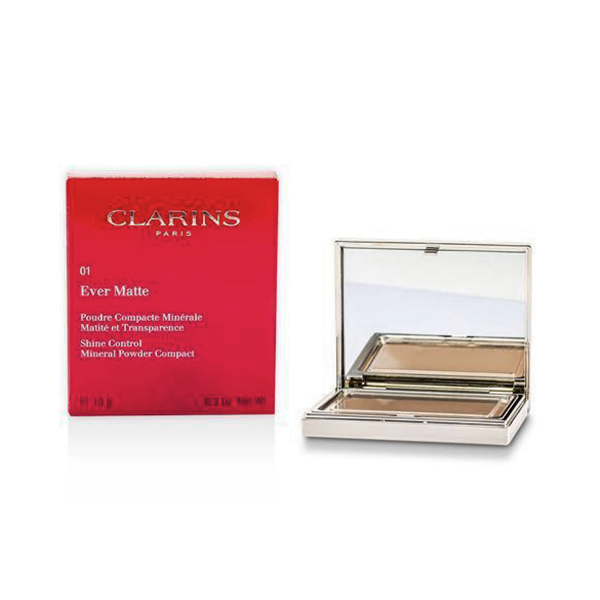 CLARINS
PARIS
01
Ever Matte
Poudre Compacte Minérale
Matité et Transparence
Shine Control
Mineral Powder Compact